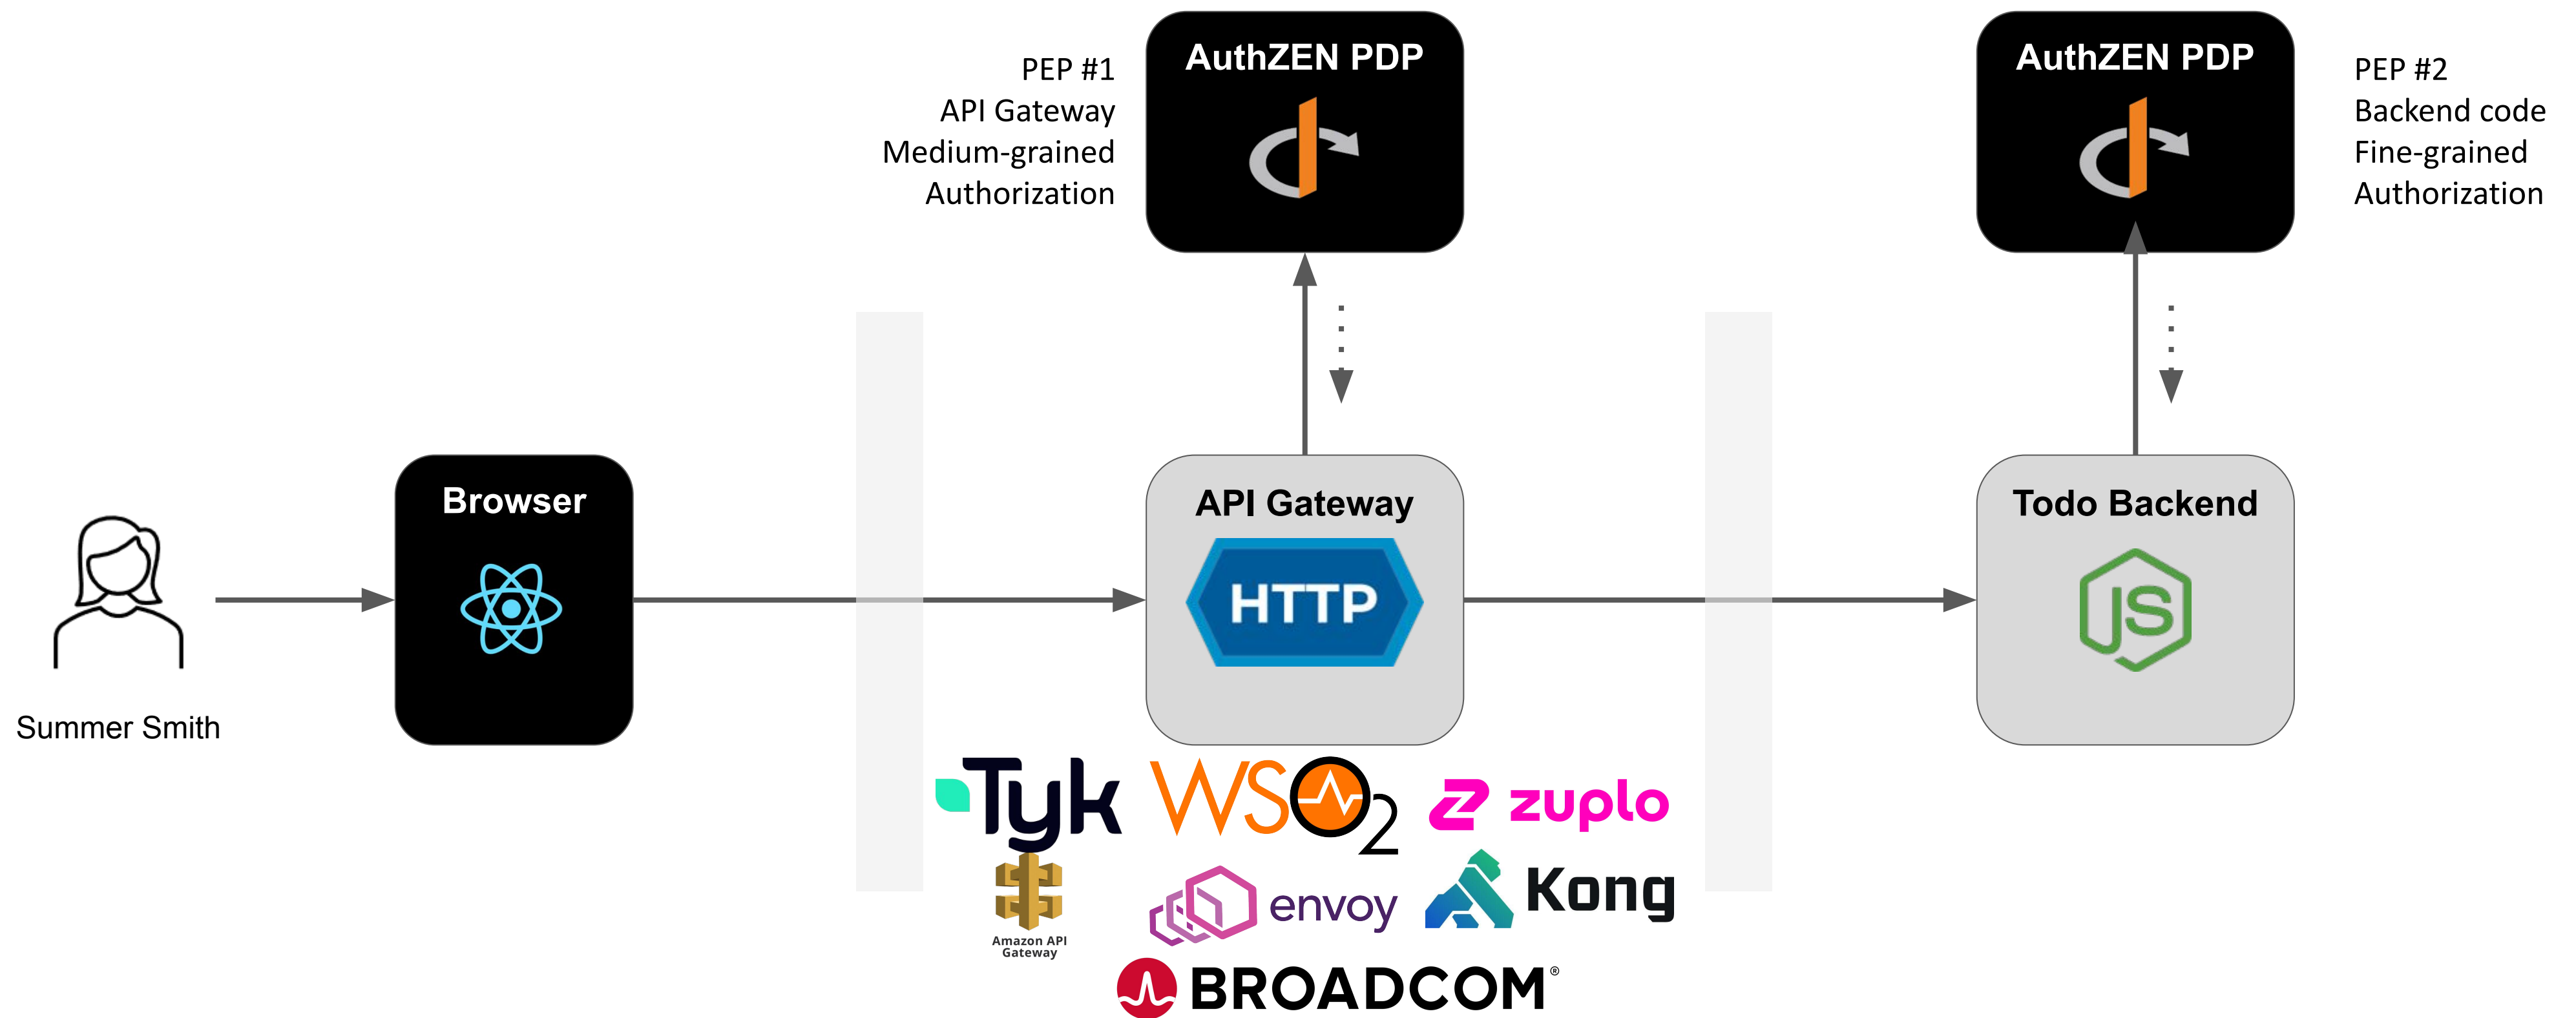 AuthZEN PDP
AuthZEN PDP
PEP #1
API Gateway
Medium-grained
Authorization
PEP #2
Backend code
Fine-grained
Authorization
Browser
API Gateway
HTTP
Todo Backend
JS
Summer Smith
Tyk
WSO2
zuplo
Amazon API
Gateway
envoy
Kong
BROADCOM®